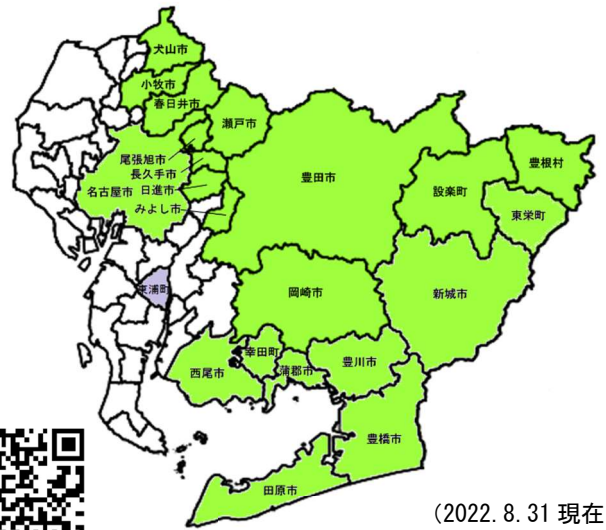 犬山市
小牧市
春日井市
瀬戸市
尾張旭市
長久手市
名古屋市
日進市
みよし市
豊田市
設楽町
豊根村
東栄町
東浦町
岡崎市
新城市
西尾市
幸田町
蒲郡市
豊川市
豊橋市
田原市
(2022.8.31 現在